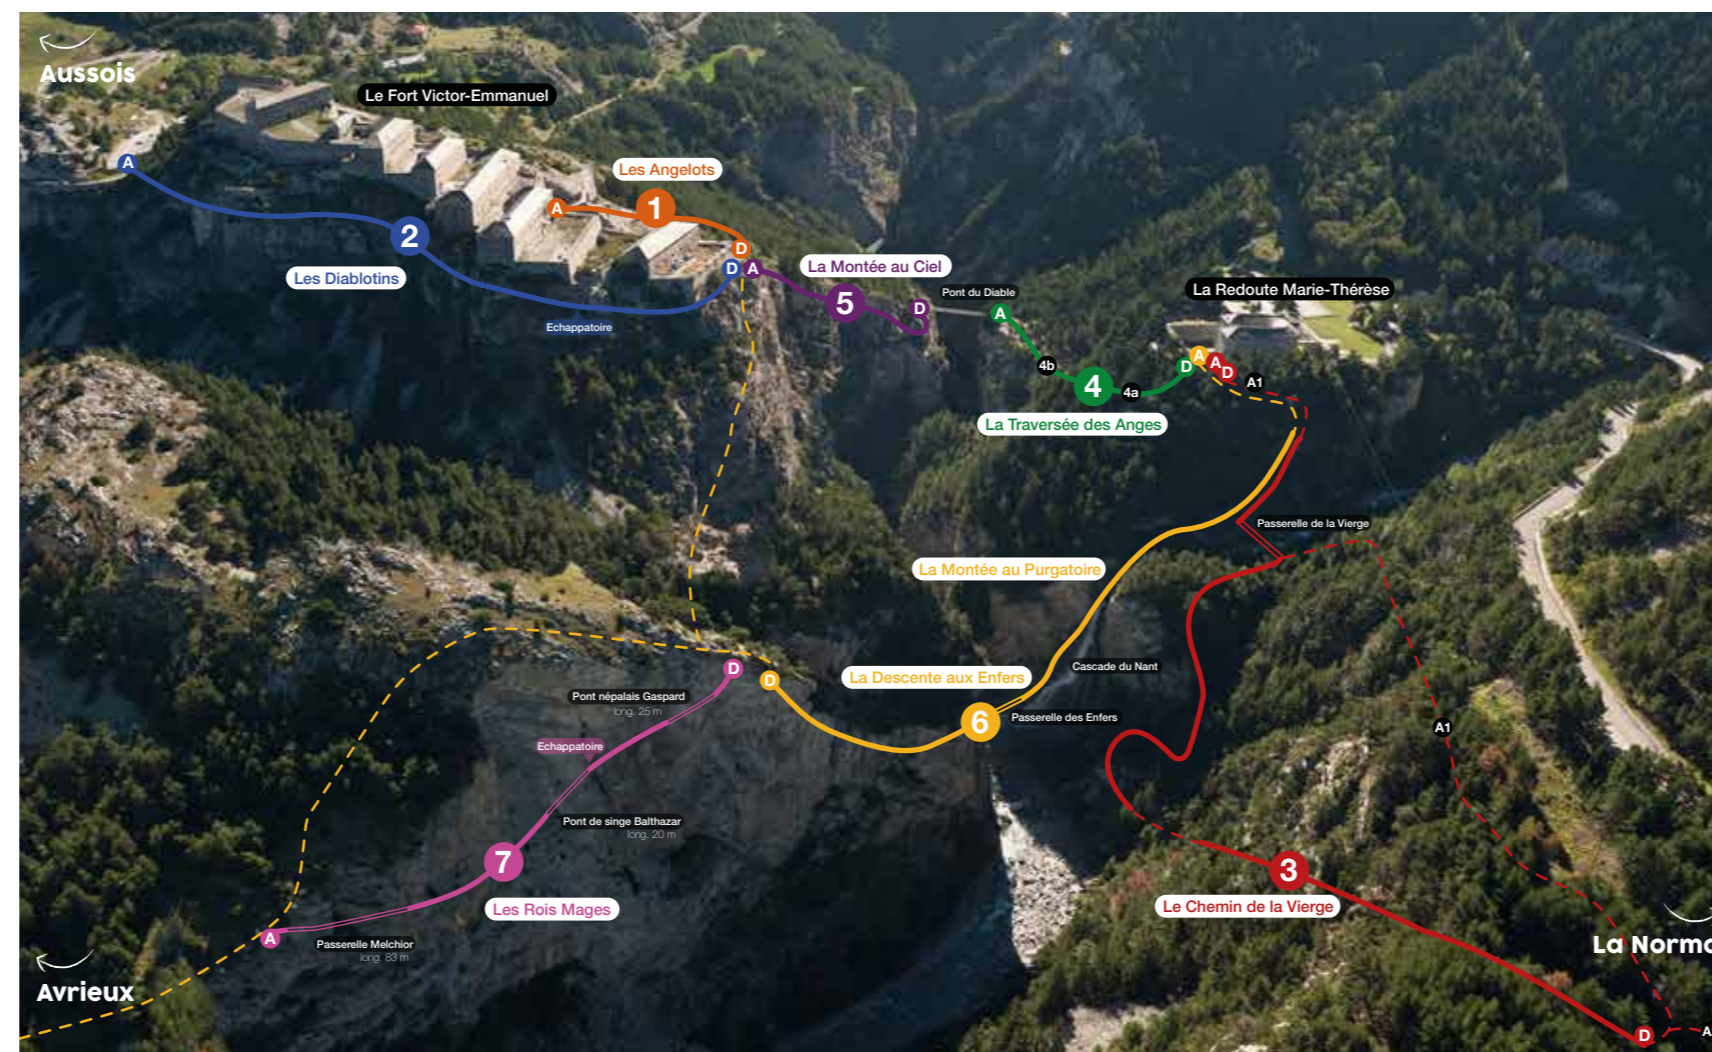 Aussois
Le Fort Victor-Emmanuel
A
Les Angelots
A
1
2
D
Les Diablotins
D
A
La Montée au Ciel
5
D
Echappatoire
Pont du Diable
A
La Redoute Marie-Thérèse
4b
4
4a
D
A
A
D
A1
La Traversée des Anges
Passerelle de la Vierge
La Montée au Purgatoire
Cascade du Nant
La Descente aux Enfers
D
D
Pont népalais Gaspard
long. 25 m
6
Passerelle des Enfers
A1
Echappatoire
Pont de singe Balthazar
long. 20 m
7
Les Rois Mages
3
Le Chemin de la Vierge
A
Passerelle Melchior
long. 83 m
La Norma
Avrieux
D
A